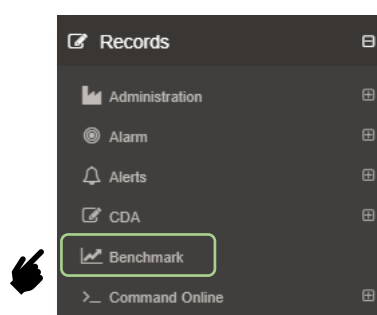 Records
Administration
Alarm
Alerts
CDA
Benchmark
Command Online